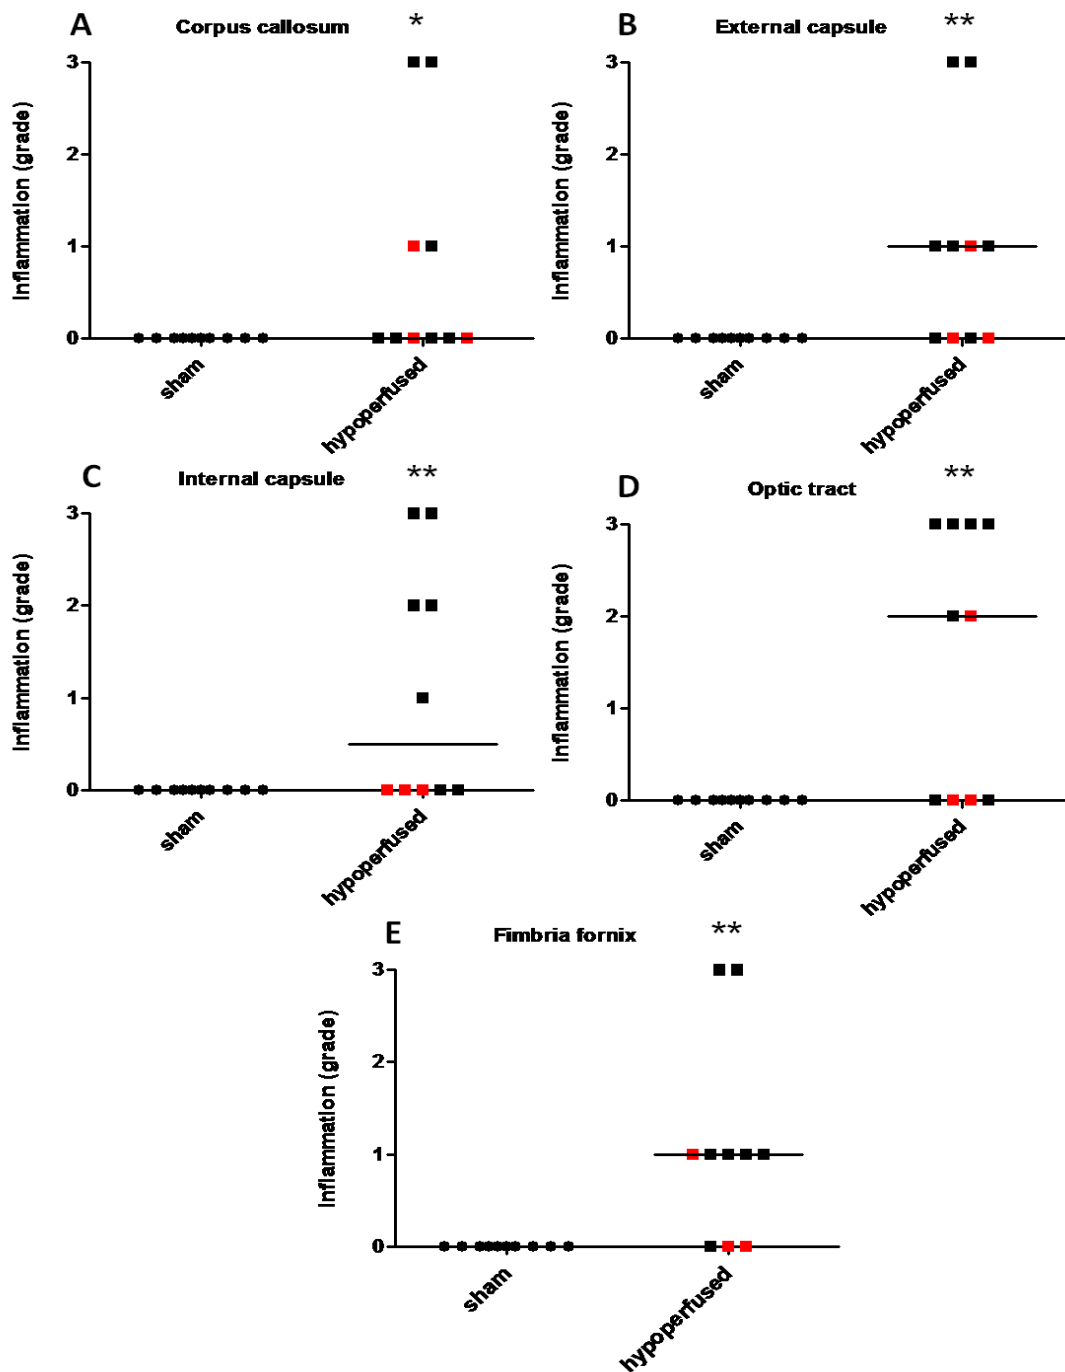 A
Corpus callosum
*
Inflammation (grade)
3
2
1
0
sham
hypoperfused
B
External capsule
**
Inflammation (grade)
3
2
1
0
sham
hypoperfused
C
Internal capsule
**
Inflammation (grade)
3
2
1
0
sham
hypoperfused
D
Optic tract
**
Inflammation (grade)
3
2
1
0
sham
hypoperfused
E
Fimbria fornix
**
Inflammation (grade)
3
2
1
0
sham
hypoperfused